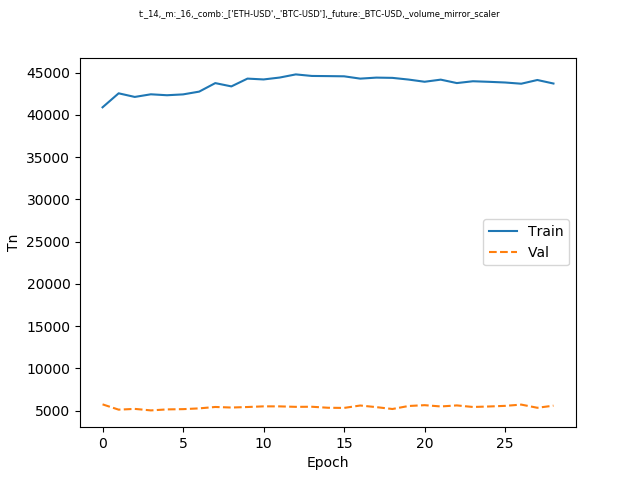 t:_14,_m:_16,_comb:_['ETH-USD',_'BTC-USD'],_future:_BTC-USD,_volume_mirror_scaler
45000
40000
35000
30000
25000
20000
15000
10000
5000
Tn
Train
Val
0 5 10 15 20 25
Epoch